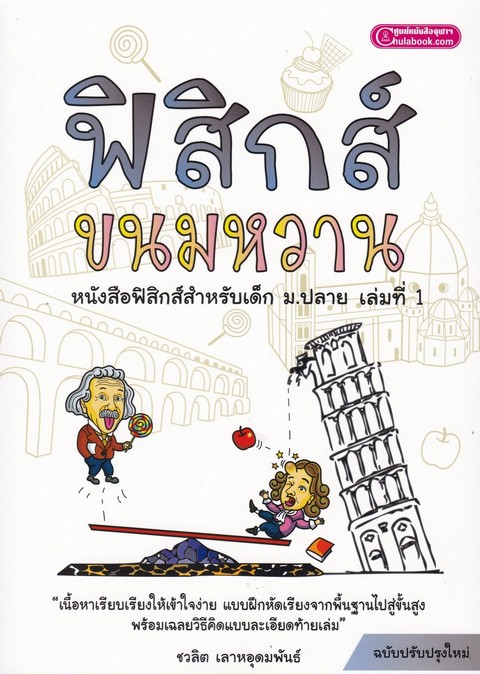 ศูนย์หนังสือจุฬาฯ
chulabook.com
ฟิสิกส์
ขนมหวาน
หนังสือฟิสิกส์สำหรับเด็ก ม.ปลาย เล่มที่ 1
"เนื้อหาเรียบเรียงให้เข้าใจง่าย แบบฝึกหัดเรียงจากพื้นฐานไปสู่ขั้นสูง
พร้อมเฉลยวิธีคิดแบบละเอียดท้ายเล่ม"
ชวลิต เลาหอุดมพันธ์
ฉบับปรับปรุงใหม่